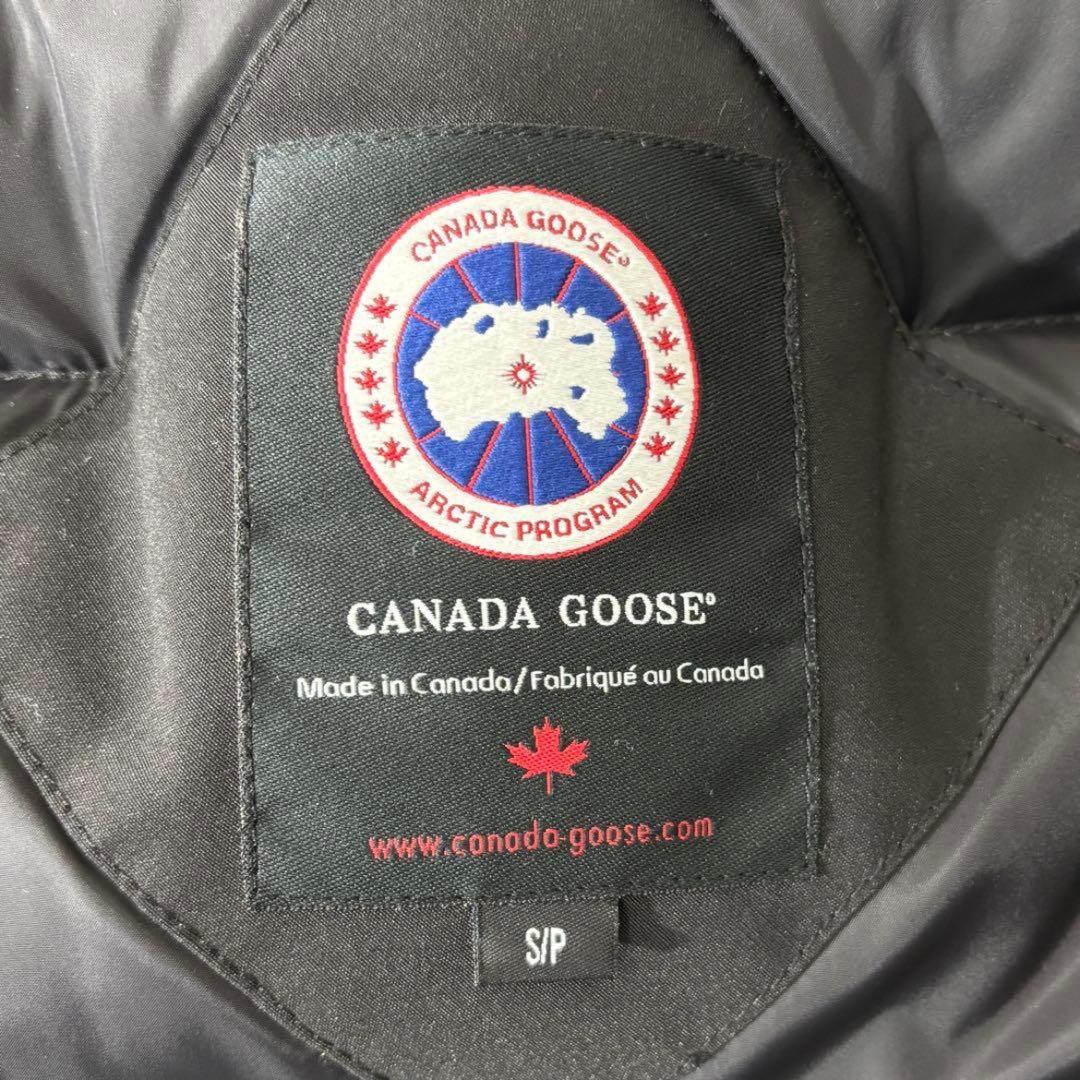 CANADA GOOSE®
ARCTIC PROGRAM
CANADA GOOSE®
Made in Canada/Fabriqué au Canada
www.canada-goose.com
S/P